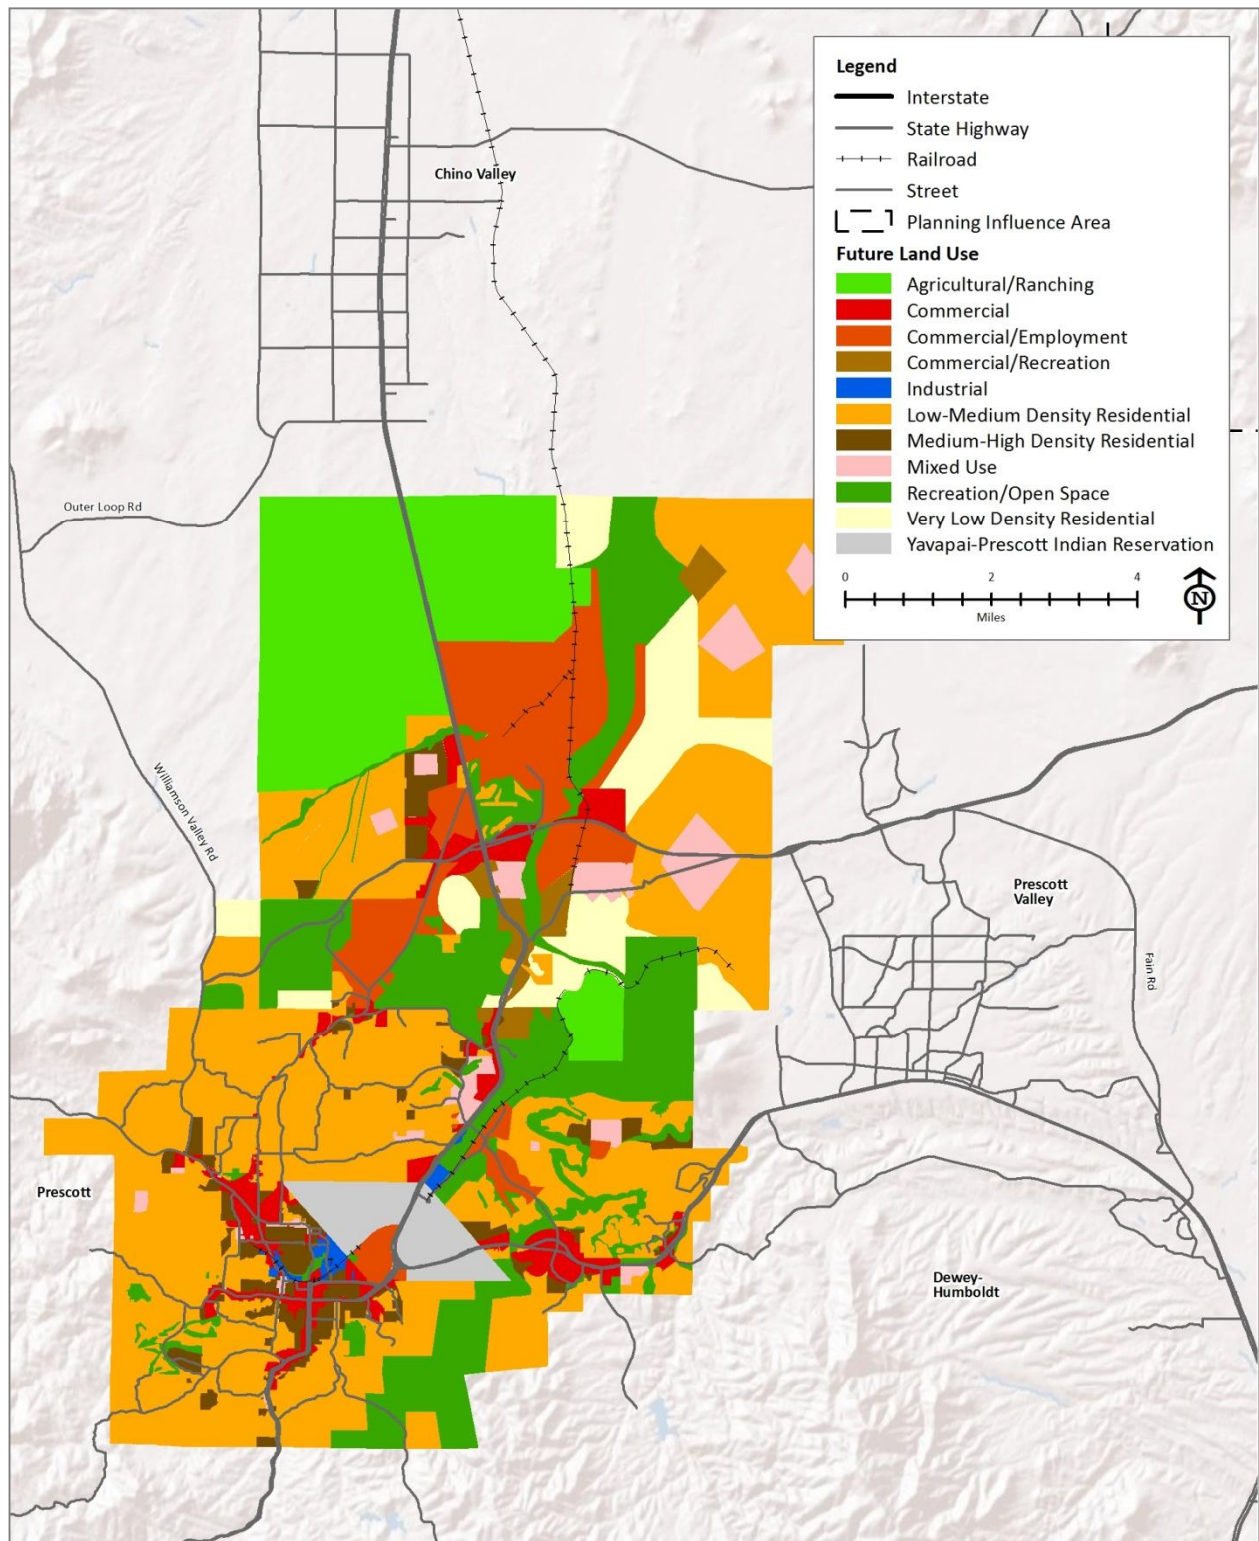 Legend
Interstate
State Highway
Railroad
Street
Planning Influence Area
Future Land Use
Agricultural/Ranching
Commercial
Commercial/Employment
Commercial/Recreation
Industrial
Low-Medium Density Residential
Medium-High Density Residential
Mixed Use
Recreation/Open Space
Very Low Density Residential
Yavapai-Prescott Indian Reservation
0 2 4
Miles
N
Chino Valley
Outer Loop Rd
Williamson Valley Rd
Prescott
Valley
Fain Rd
Prescott
Dewey-
Humboldt